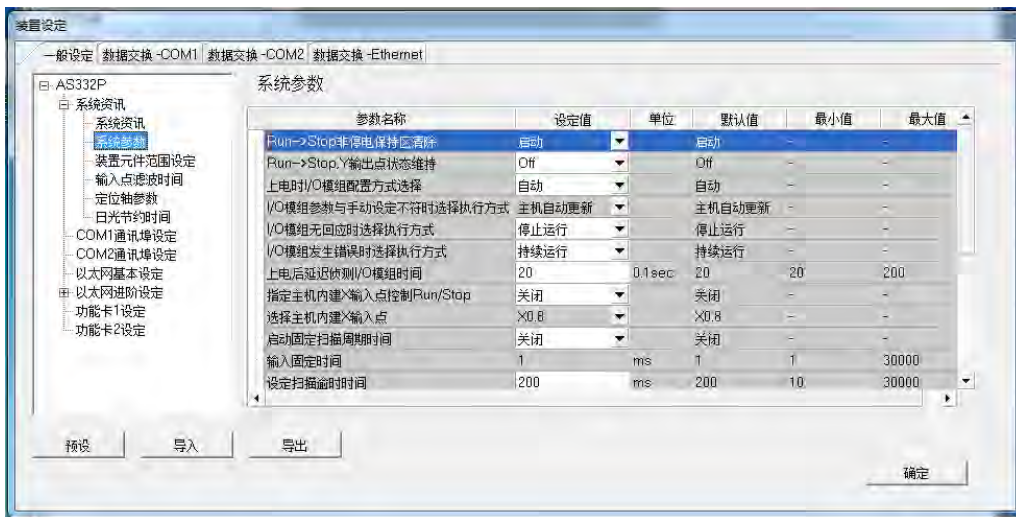 装置设定
一般设定 数据交换 -COM1 数据交换 -COM2 数据交换 -Ethernet
AS332P
系统资讯
系统资讯
系统参数
装置元件范围设定
输入点滤波时间
定位轴参数
日光节约时间
COM1通讯埠设定
COM2通讯埠设定
以太网基本设定
以太网进阶设定
功能卡1设定
功能卡2设定
系统参数
参数名称 设定值 单位 默认值 最小值 最大值
Run->Stop非停电保持区清除 启动 启动 - -
Run->Stop,Y输出点状态维持 Off Off - -
上电时I/O模组配置方式选择 自动 自动 - -
I/O模组参数与手动设定不符时选择执行方式 主机自动更新 主机自动更新 - -
I/O模组无回应时选择执行方式 停止运行 停止运行 - -
I/O模组发生错误时选择执行方式 持续运行 持续运行 - -
上电后延迟侦测I/O模组时间 20 0.1sec 20 20 200
指定主机内建X输入点控制Run/Stop 关闭 关闭 - -
选择主机内建X输入点 X0.8 X0.8 - -
启动固定扫描周期时间 关闭 关闭 - -
输入固定时间 1 ms 1 1 30000
设定扫描逾时时间 200 ms 200 10 30000
预设 导入 导出
确定